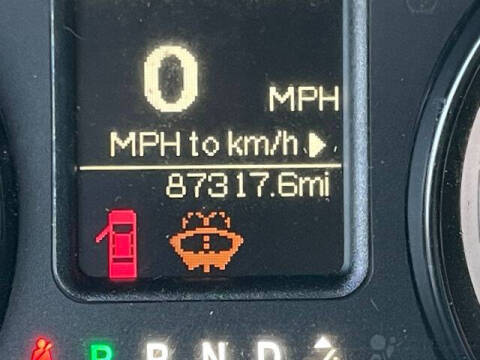 0
MPH
MPH to km/h
87317.6mi
P R N D